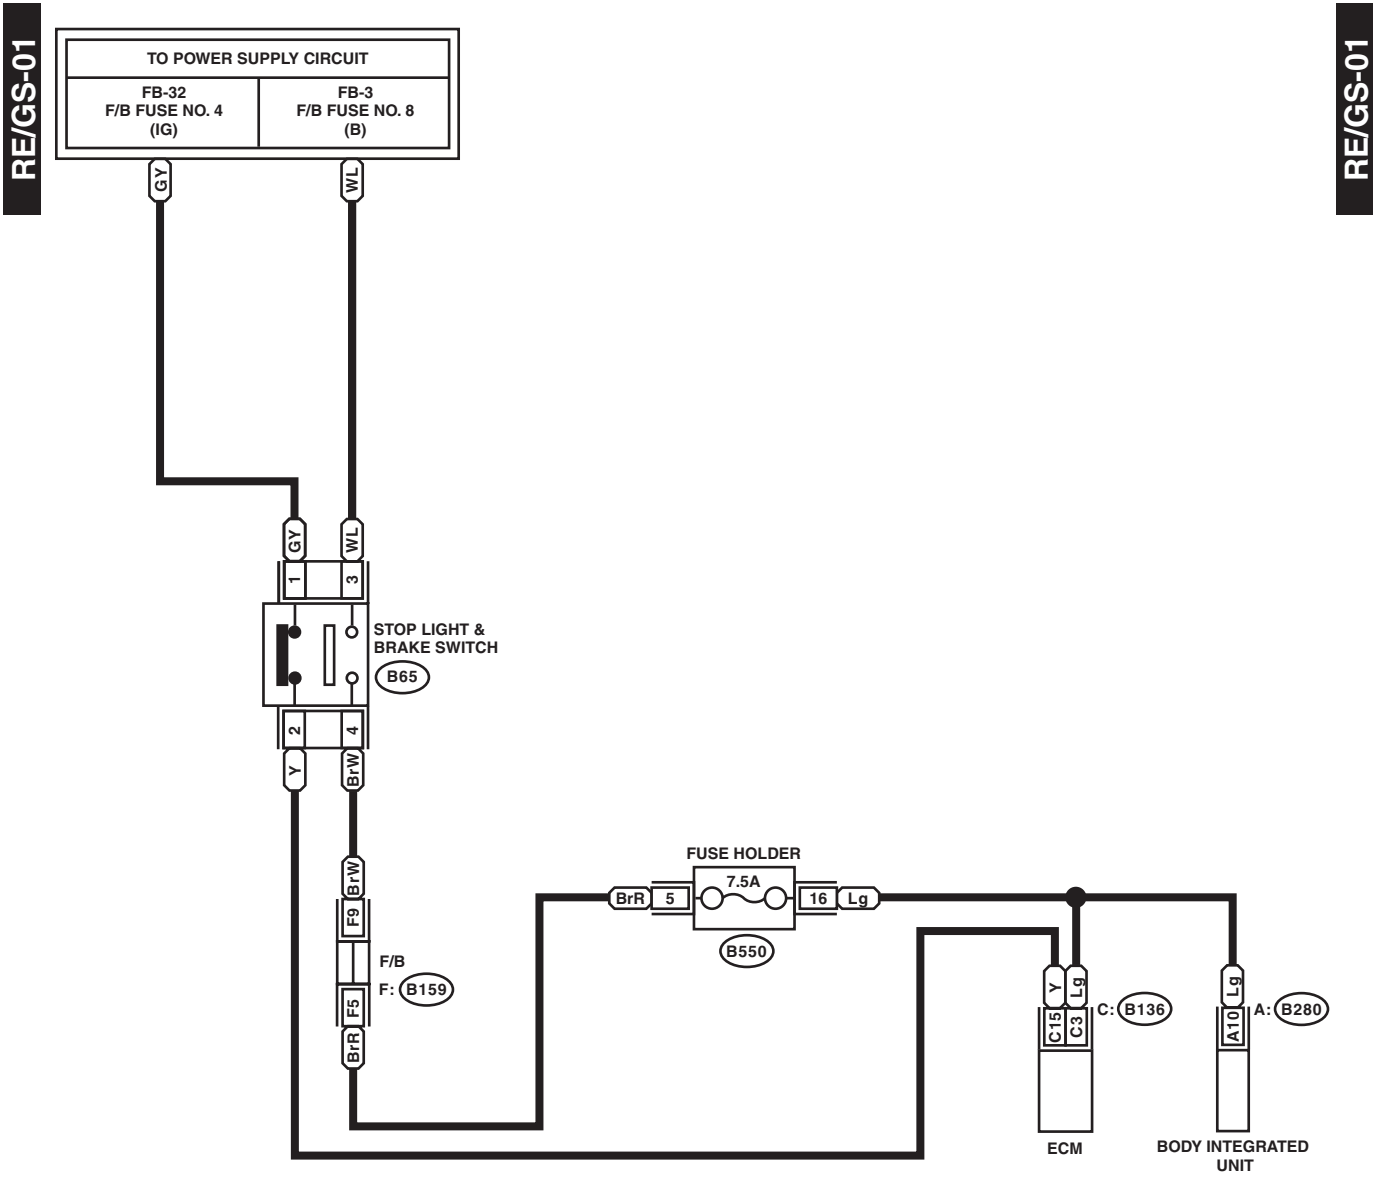 RE/GS-01
RE/GS-01
TO POWER SUPPLY CIRCUIT
FB-32
F/B FUSE NO. 4
(IG)
FB-3
F/B FUSE NO. 8
(B)
GY
WL
GY
WL
1
3
STOP LIGHT &
BRAKE SWITCH
B65
2
4
Y
BrW
BrW
F9
F/B
F: B159
F5
BrR
FUSE HOLDER
7.5A
BrR
5
16
Lg
B550
Y
Lg
Lg
C15
C3
C: B136
A10
A: B280
ECM
BODY INTEGRATED
UNIT